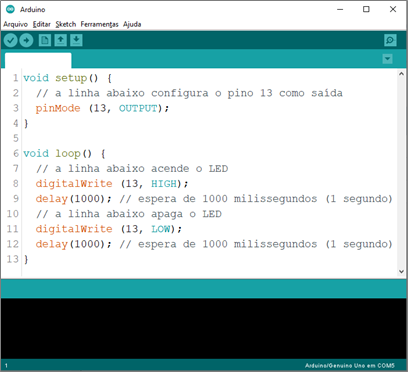 Arduino
Arquivo Editar Sketch Ferramentas Ajuda
1 void setup() {
2 // a linha abaixo configura o pino 13 como saída
3 pinMode (13, OUTPUT);
4 }
5
6 void loop() {
7 // a linha abaixo acende o LED
8 digitalWrite (13, HIGH);
9 delay(1000); // espera de 1000 milissegundos (1 segundo)
10 // a linha abaixo apaga o LED
11 digitalWrite (13, LOW);
12 delay(1000); // espera de 1000 milissegundos (1 segundo)
13 }
1 Arduino/Genuino Uno em COM5